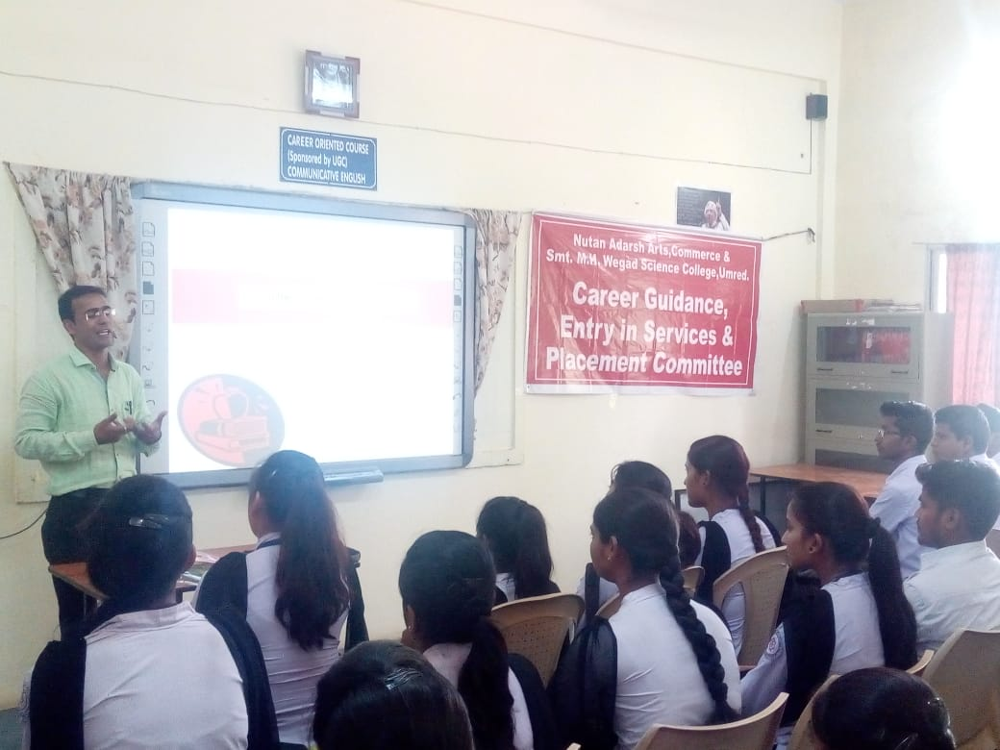 CAREER ORIENTED COURSE
(Sponsored by UGC)
COMMUNICATIVE ENGLISH
Nutan Adarsh Arts,Commerce &
Smt. M.H. Wegad Science College,Umred.
Career Guidance,
Entry in Services &
Placement Committee